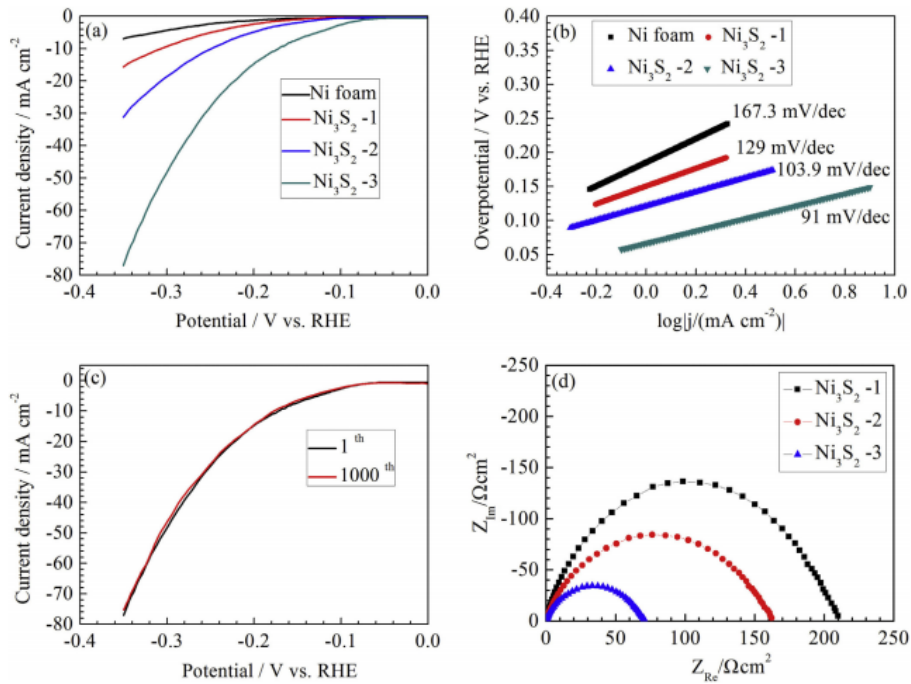 (a)
0
-10
-20
-30
-40
-50
-60
-70
-80
Current density / mA cm⁻²
Ni foam
Ni₃S₂ -1
Ni₃S₂ -2
Ni₃S₂ -3
-0.4 -0.3 -0.2 -0.1 0.0
Potential / V vs. RHE
(b)
0.40
0.35
0.30
0.25
0.20
0.15
0.10
0.05
Overpotential / V vs. RHE
Ni foam Ni₃S₂ -1
Ni₃S₂ -2 Ni₃S₂ -3
167.3 mV/dec
129 mV/dec
103.9 mV/dec
91 mV/dec
-0.4 -0.2 0.0 0.2 0.4 0.6 0.8 1.0
log|j/(mA cm⁻²)|
(c)
0
-10
-20
-30
-40
-50
-60
-70
-80
Current density / mA cm⁻²
1 ᵗʰ
1000 ᵗʰ
-0.4 -0.3 -0.2 -0.1 0.0
Potential / V vs. RHE
(d)
-250
-200
-150
-100
-50
0
Z_Im/Ωcm²
Ni₃S₂ -1
Ni₃S₂ -2
Ni₃S₂ -3
0 50 100 150 200 250
Z_Re/Ωcm²